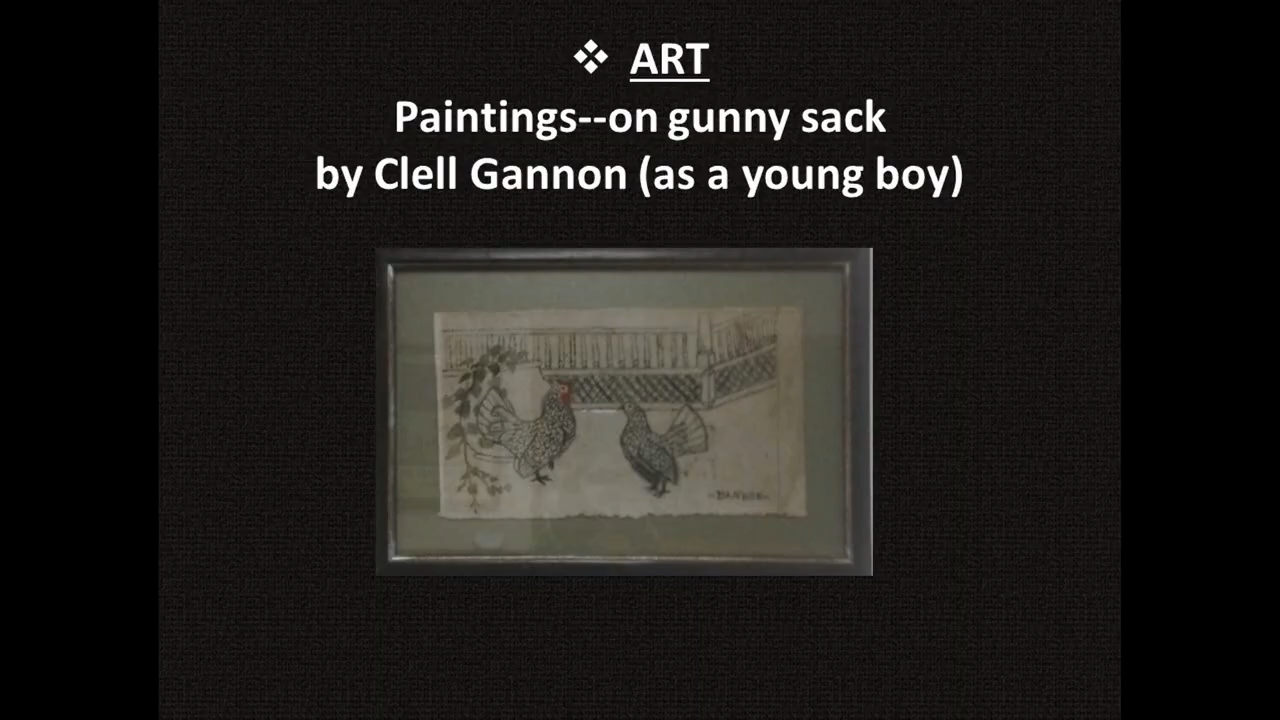 ❖ ART
Paintings--on gunny sack
by Clell Gannon (as a young boy)